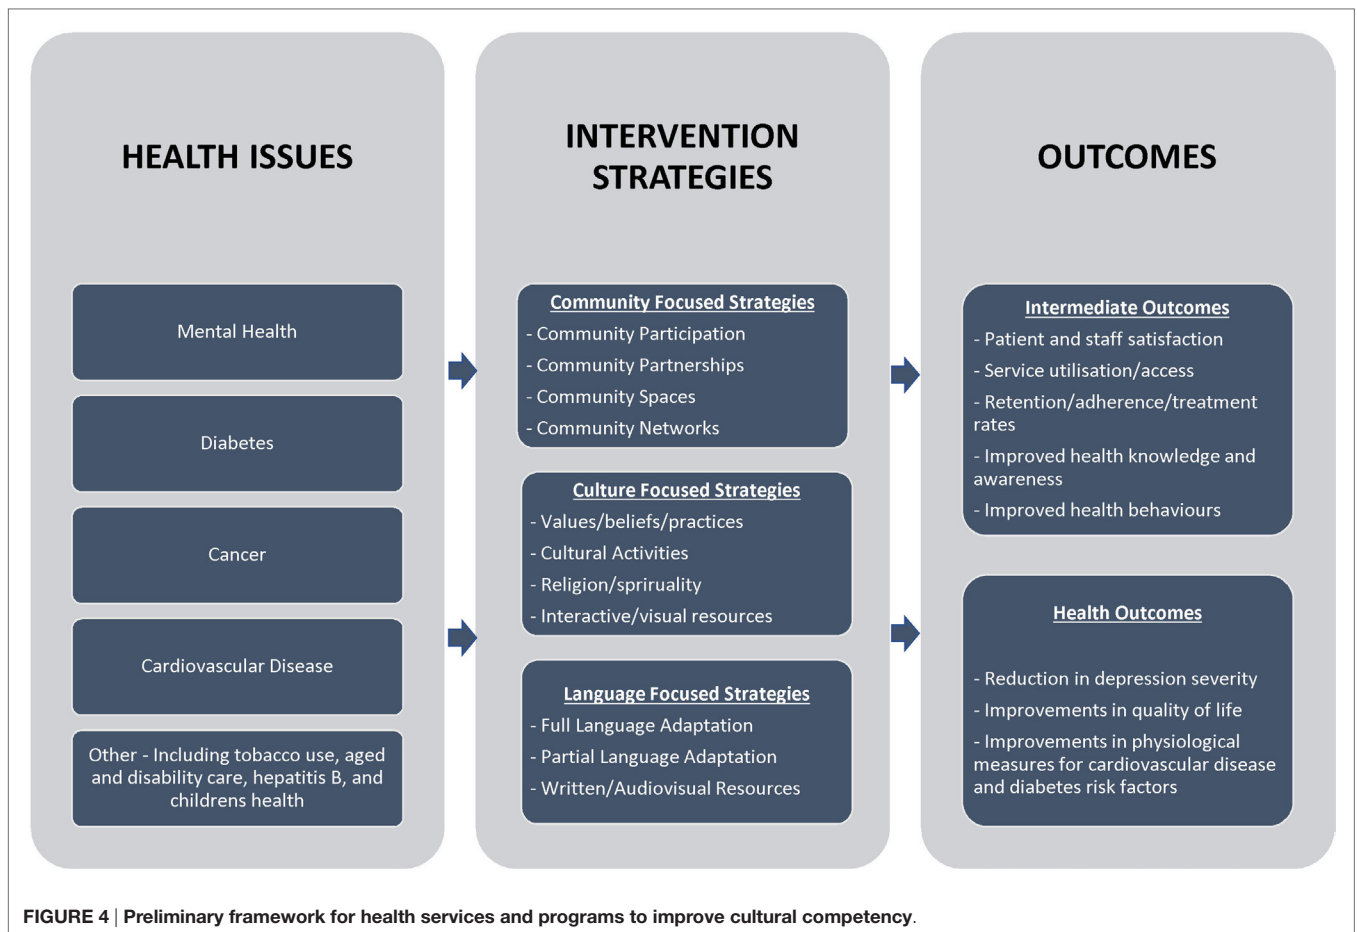 HEALTH ISSUES
Mental Health
Diabetes
Cancer
Cardiovascular Disease
Other - Including tobacco use, aged
and disability care, hepatitis B, and
childrens health
INTERVENTION
STRATEGIES
Community Focused Strategies
- Community Participation
- Community Partnerships
- Community Spaces
- Community Networks
Culture Focused Strategies
- Values/beliefs/practices
- Cultural Activities
- Religion/spriruality
- Interactive/visual resources
Language Focused Strategies
- Full Language Adaptation
- Partial Language Adaptation
- Written/Audiovisual Resources
OUTCOMES
Intermediate Outcomes
- Patient and staff satisfaction
- Service utilisation/access
- Retention/adherence/treatment
rates
- Improved health knowledge and
awareness
- Improved health behaviours
Health Outcomes
- Reduction in depression severity
- Improvements in quality of life
- Improvements in physiological
measures for cardiovascular disease
and diabetes risk factors
FIGURE 4 | Preliminary framework for health services and programs to improve cultural competency.